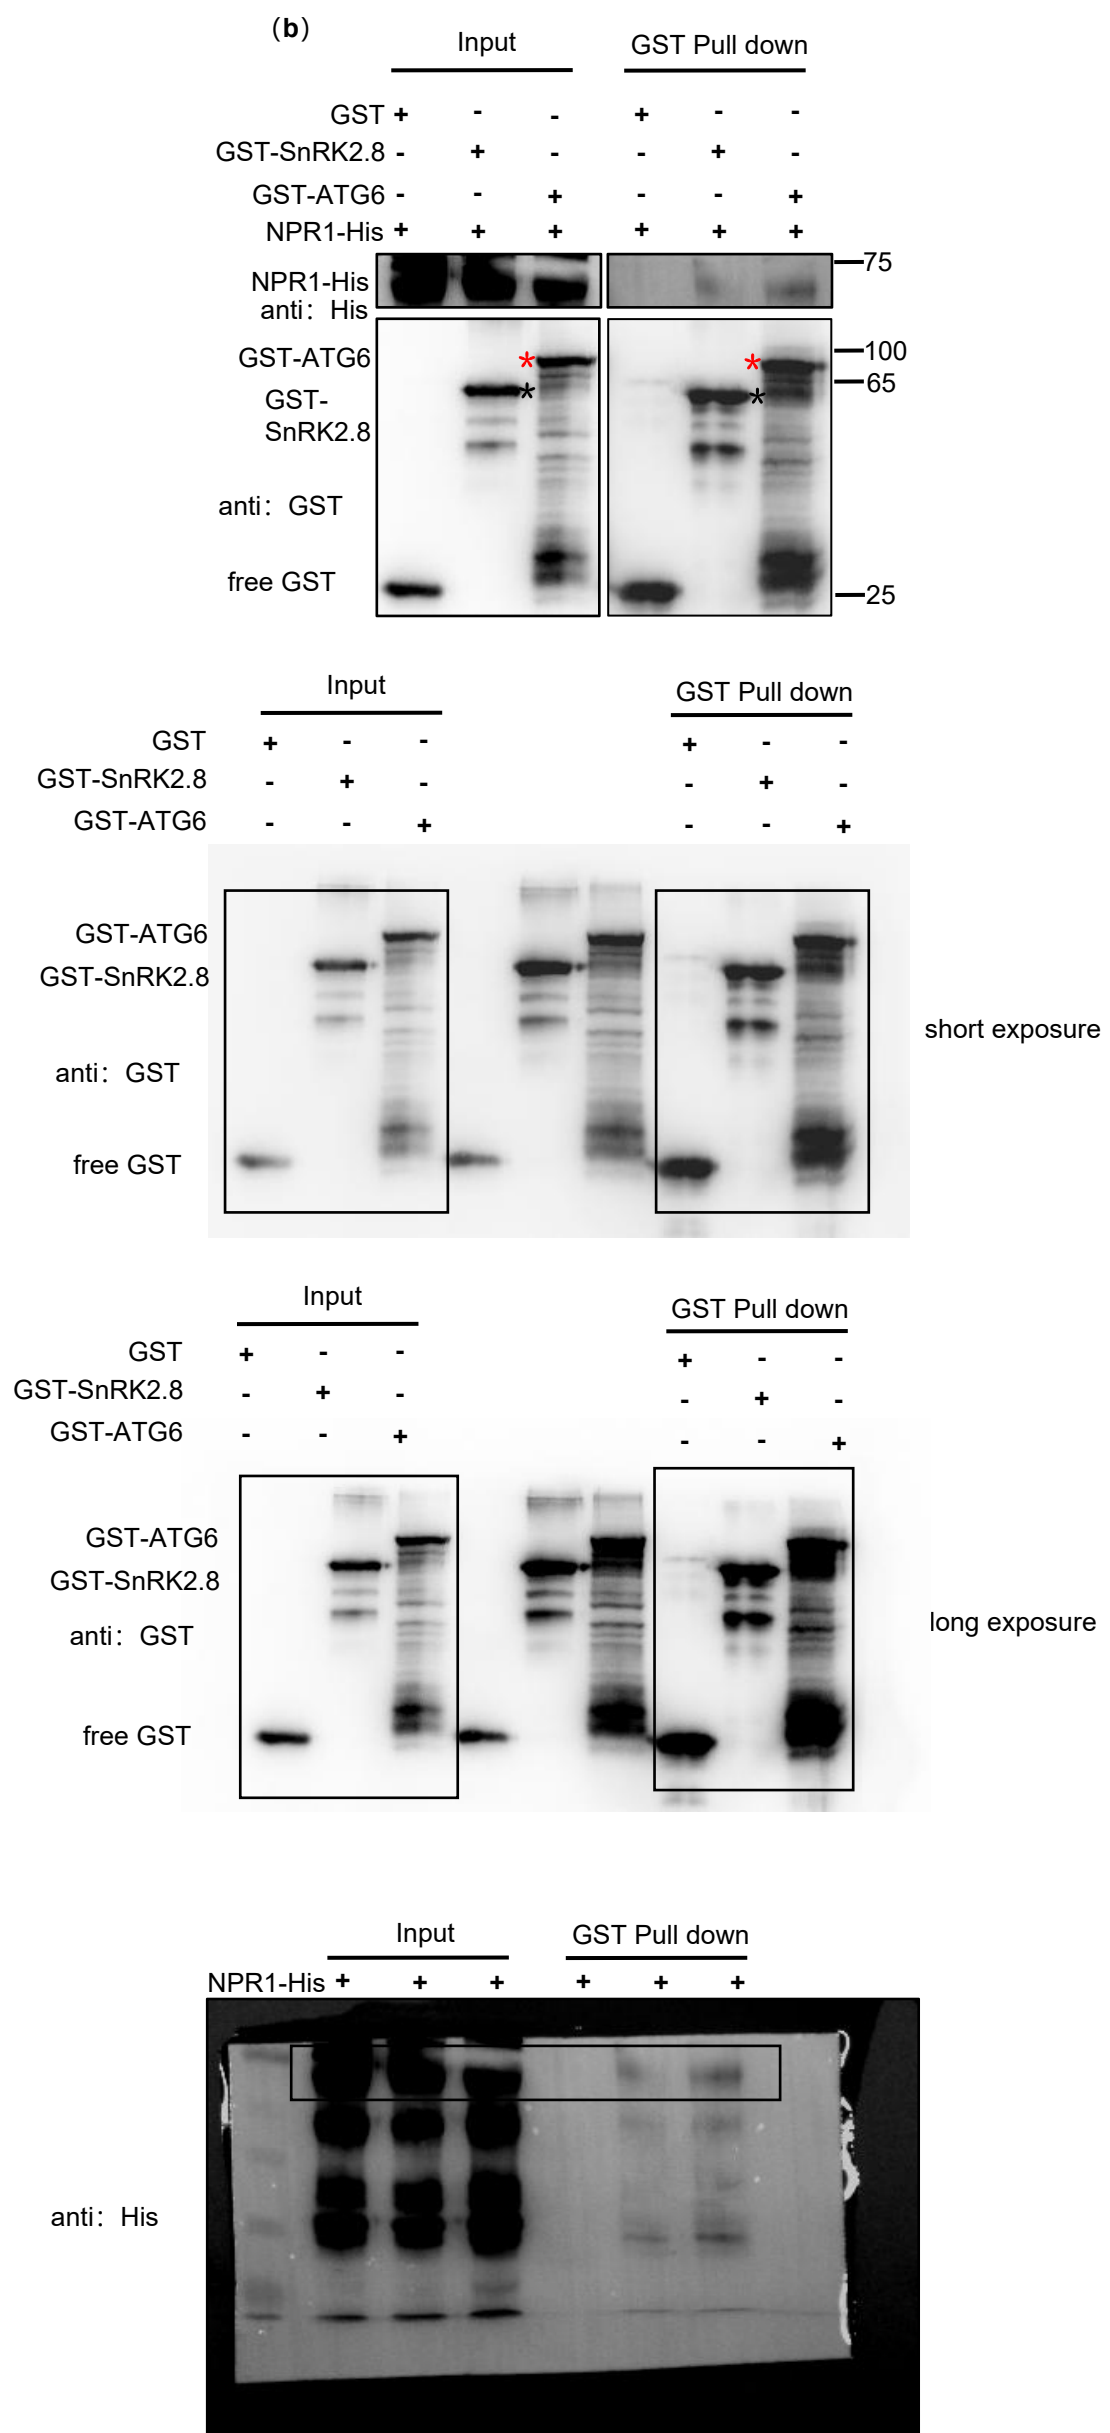 (b)
Input GST Pull down
GST + - - + - -
GST-SnRK2.8 - + - - + -
GST-ATG6 - - + - - +
NPR1-His + + + + + +
75
NPR1-His
anti: His
GST-ATG6 * * 100
65
GST- * *
SnRK2.8
anti: GST
free GST 25
Input GST Pull down
GST + - - + - -
GST-SnRK2.8 - + - - + -
GST-ATG6 - - + - - +
GST-ATG6
GST-SnRK2.8
short exposure
anti: GST
free GST
Input GST Pull down
GST + - - + - -
GST-SnRK2.8 - + - - + -
GST-ATG6 - - + - - +
GST-ATG6
GST-SnRK2.8
long exposure
anti: GST
free GST
Input GST Pull down
NPR1-His + + + + + +
anti: His